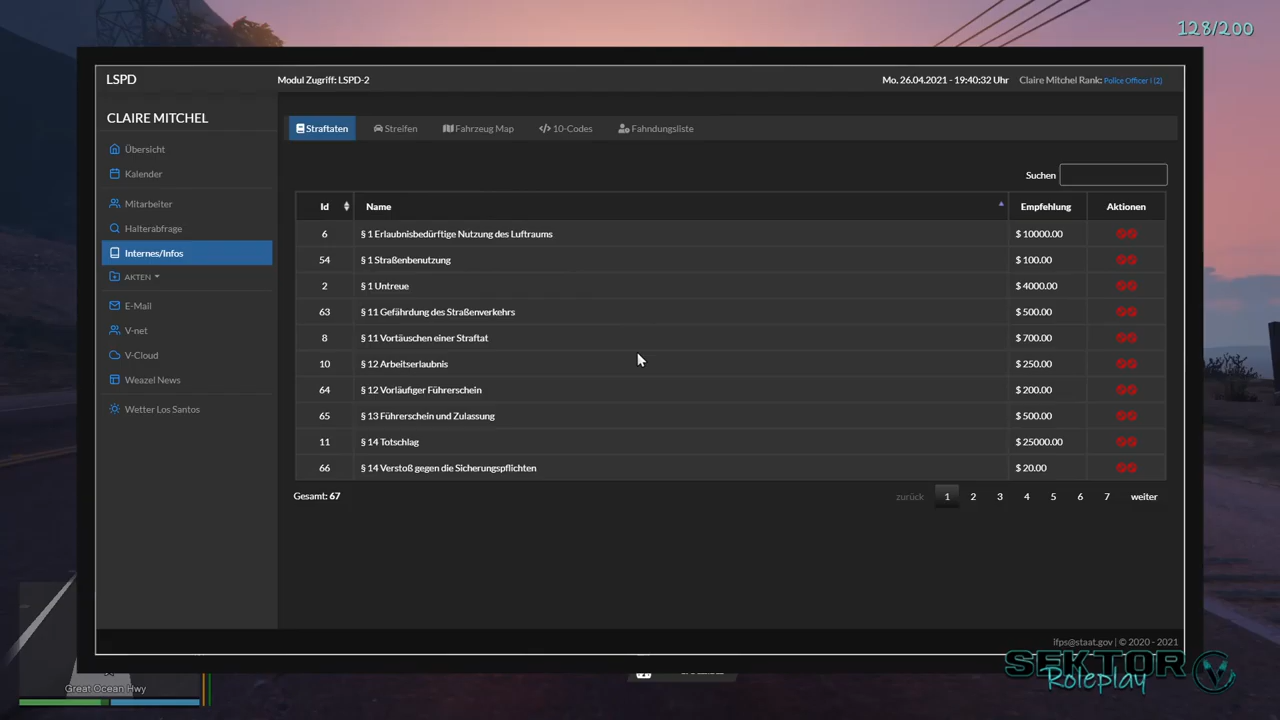 128/200
LSPD
Modul Zugriff: LSPD-2
Mo. 26.04.2021 - 19:40:32 Uhr
Claire Mitchel Rank: Police Officer I (2)
CLAIRE MITCHEL
Übersicht
Kalender
Mitarbeiter
Halterabfrage
Internes/Infos
AKTEN
E-Mail
V-net
V-Cloud
Weazel News
Wetter Los Santos
Straftaten Streifen Fahrzeug Map 10-Codes Fahndungsliste
Suchen
Id Name Empfehlung Aktionen
6 § 1 Erlaubnisbedürftige Nutzung des Luftraums $ 10000.00
54 § 1 Straßenbenutzung $ 100.00
2 § 1 Untreue $ 4000.00
63 § 11 Gefährdung des Straßenverkehrs $ 500.00
8 § 11 Vortäuschen einer Straftat $ 700.00
10 § 12 Arbeitserlaubnis $ 250.00
64 § 12 Vorläufiger Führerschein $ 200.00
65 § 13 Führerschein und Zulassung $ 500.00
11 § 14 Totschlag $ 25000.00
66 § 14 Verstoß gegen die Sicherungspflichten $ 20.00
Gesamt: 67
zurück 1 2 3 4 5 6 7 weiter
ifps@staat.gov | © 2020 - 2021
SEKTOR
Roleplay
Great Ocean Hwy